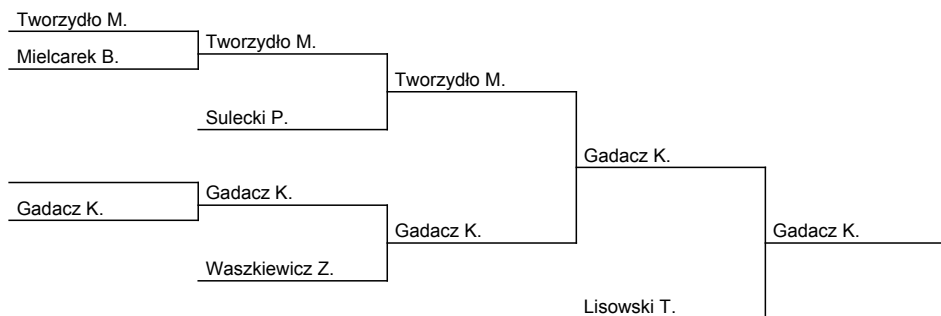 Tworzydło M.
Mielcarek B.
Tworzydło M.
Sulecki P.
Tworzydło M.
Gadacz K.
Gadacz K.
Waszkiewicz Z.
Gadacz K.
Gadacz K.
Lisowski T.
Gadacz K.